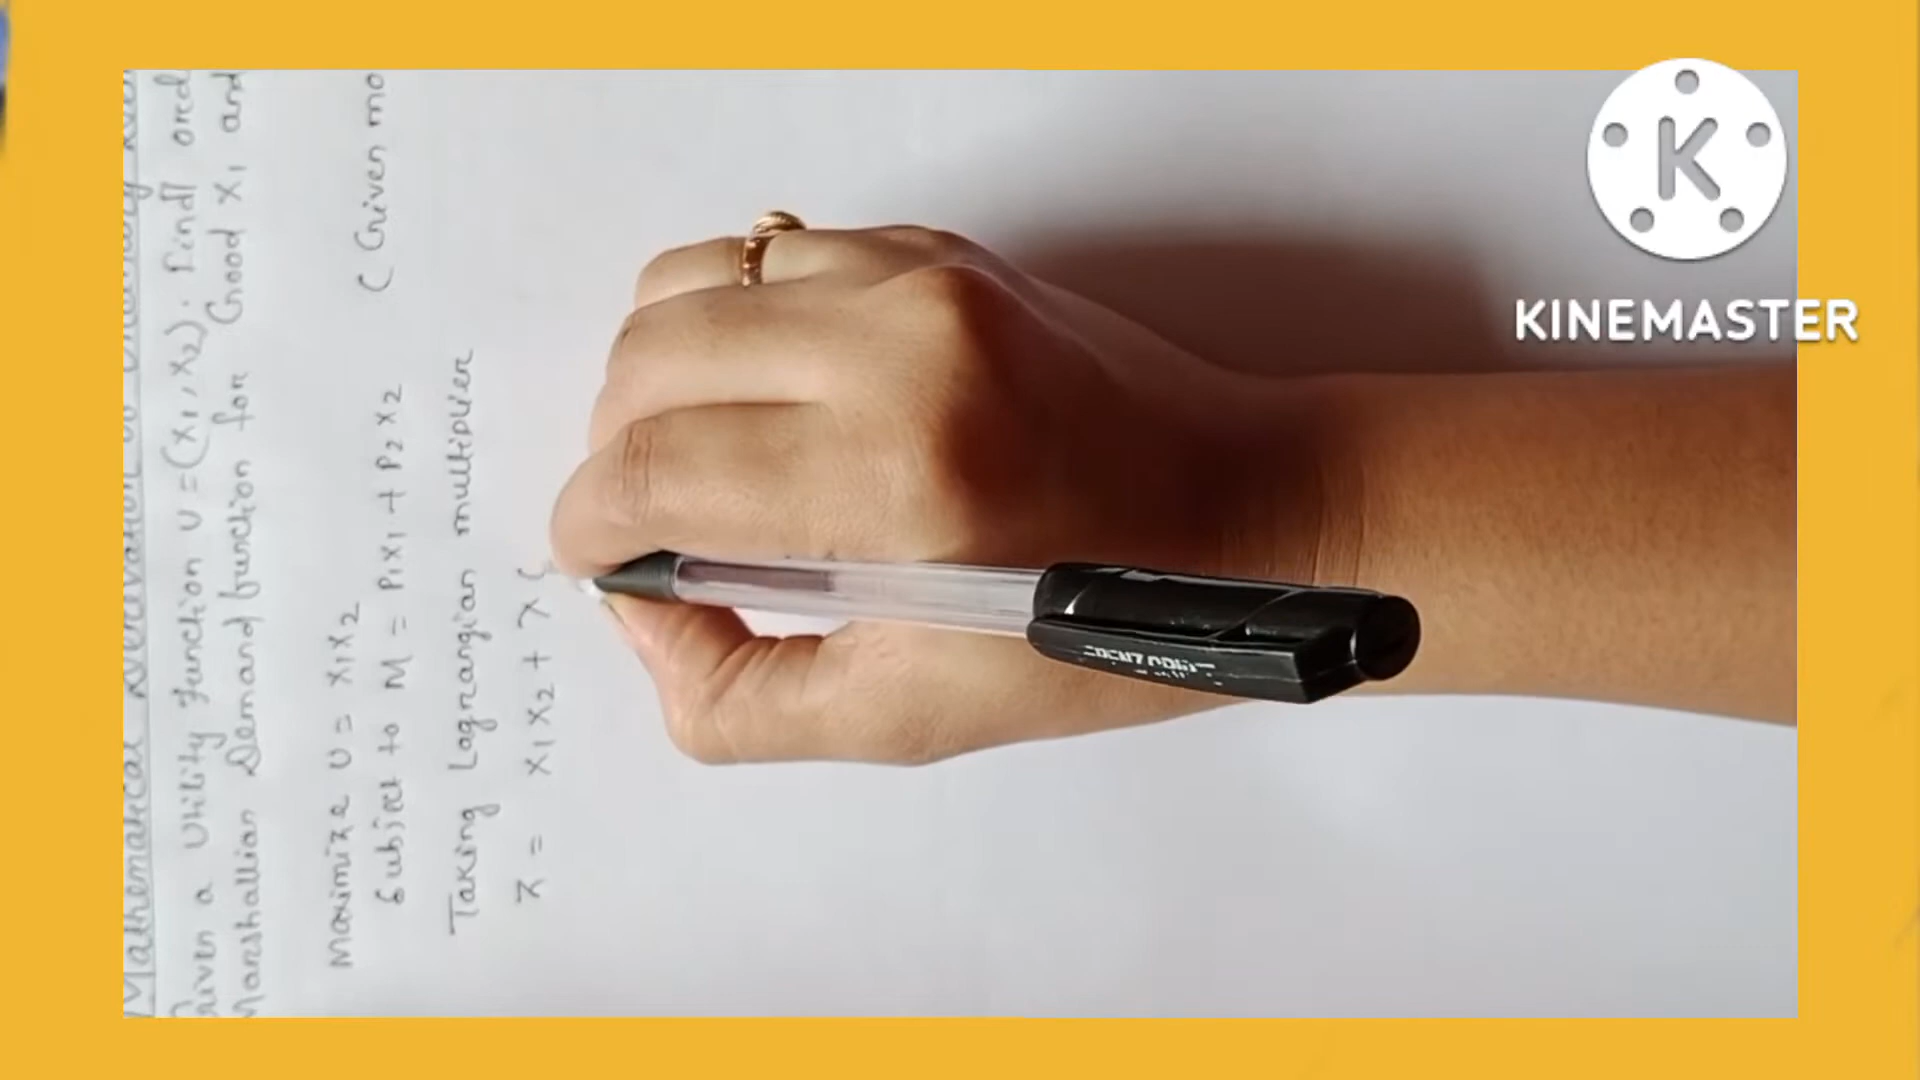 Mathematical Derivation of Ordinary
Given a Utility function U = (X1, X2). Find ord
Marshallian Demand function for Good X1 and
Maximize U = X1X2
Subject to M = P1X1 + P2X2 (Given mo
Taking Lagrangian multiplier
λ = X1X2 + λ (
KINEMASTER